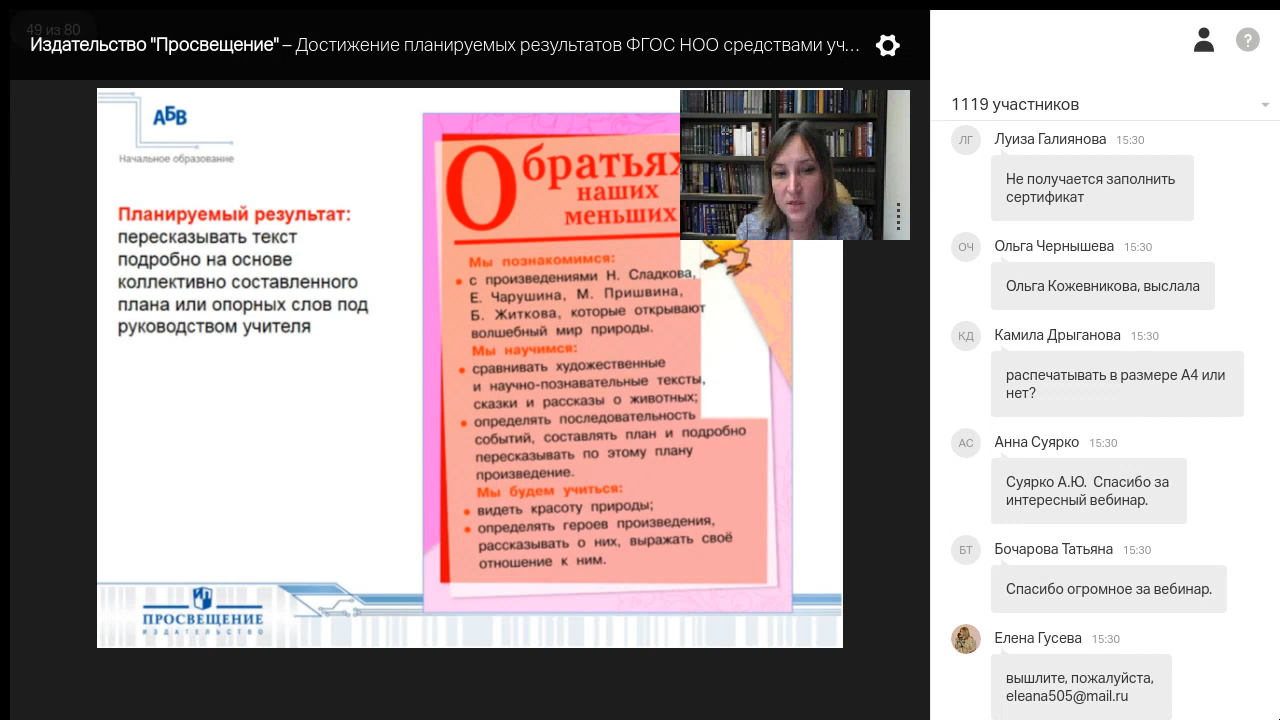 49 из 80
Издательство "Просвещение" – Достижение планируемых результатов ФГОС НОО средствами уч...
АБВ
Начальное образование
Планируемый результат:
пересказывать текст
подробно на основе
коллективно составленного
плана или опорных слов под
руководством учителя
О братьях
наших
меньших
Мы познакомимся:
• с произведениями Н. Сладкова,
Е. Чарушина, М. Пришвина,
Б. Житкова, которые открывают
волшебный мир природы.
Мы научимся:
• сравнивать художественные
и научно-познавательные тексты,
сказки и рассказы о животных;
• определять последовательность
событий, составлять план и подробно
пересказывать по этому плану
произведение.
Мы будем учиться:
• видеть красоту природы;
• определять героев произведения,
рассказывать о них, выражать своё
отношение к ним.
ПРОСВЕЩЕНИЕ
ИЗДАТЕЛЬСТВО
?
1119 участников
ЛГ Луиза Галиянова 15:30
Не получается заполнить
сертификат
ОЧ Ольга Чернышева 15:30
Ольга Кожевникова, выслала
КД Камила Дрыганова 15:30
распечатывать в размере А4 или
нет?
АС Анна Суярко 15:30
Суярко А.Ю. Спасибо за
интересный вебинар.
БТ Бочарова Татьяна 15:30
Спасибо огромное за вебинар.
Елена Гусева 15:30
вышлите, пожалуйста,
eleana505@mail.ru